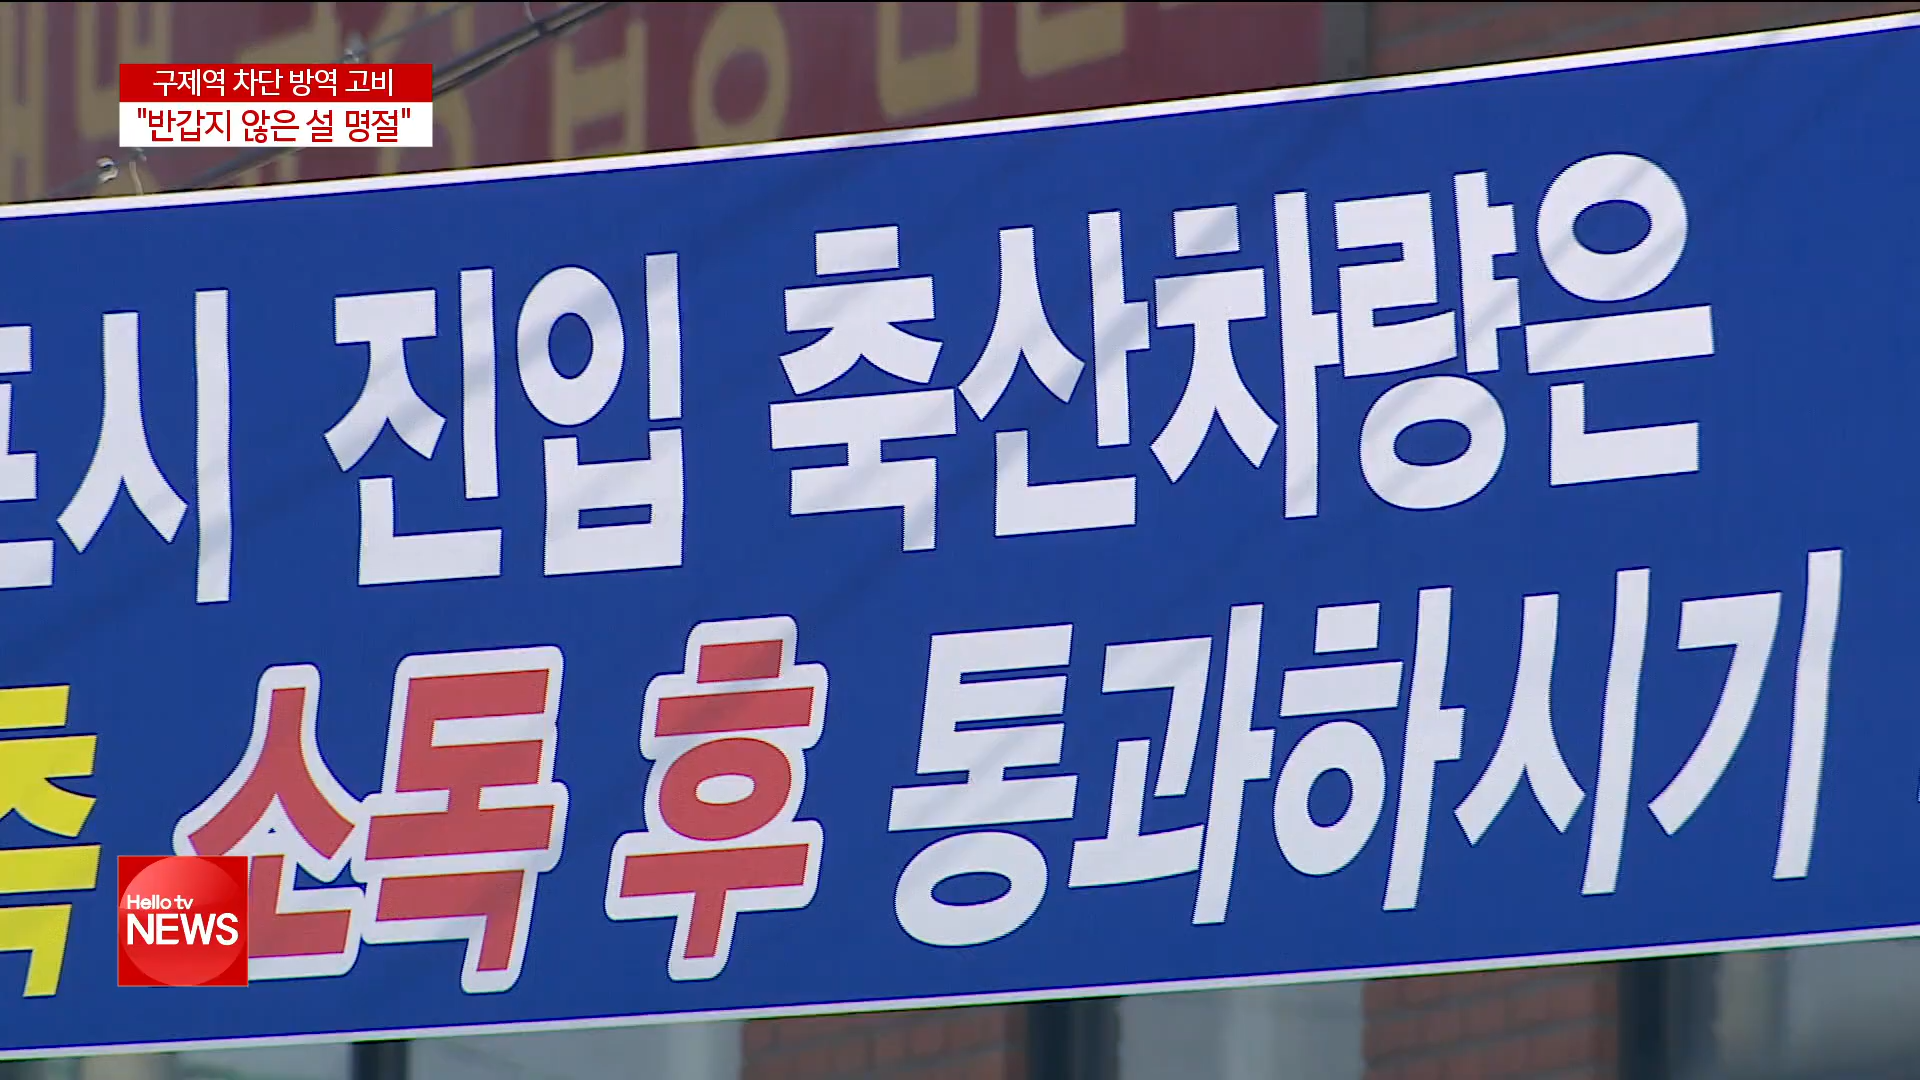 구제역 차단 방역 고비
"반갑지 않은 설 명절"
시 진입 축산차량은
소독 후 통과하시기
Hello tv
NEWS